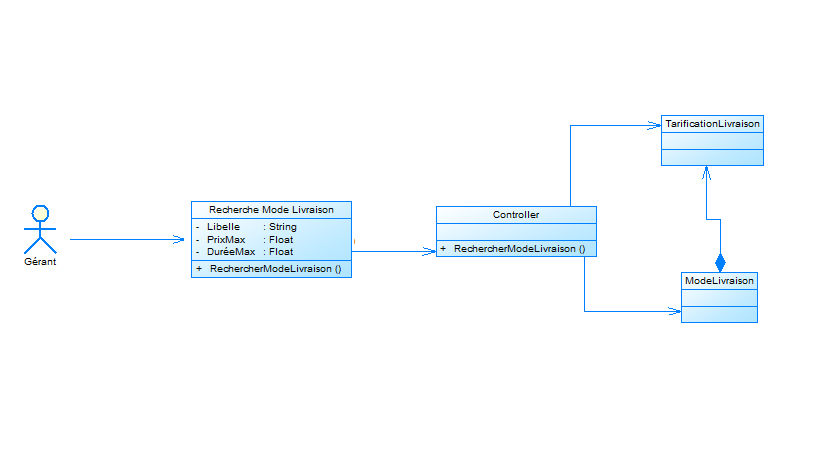 Gérant
Recherche Mode Livraison
- Libelle : String
- PrixMax : Float
- DuréeMax : Float
+ RechercherModeLivraison ()
Controller
+ RechercherModeLivraison ()
TarificationLivraison
ModeLivraison